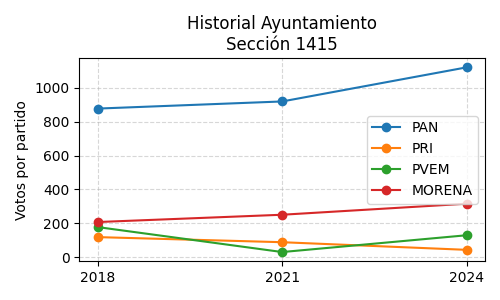 Historial Ayuntamiento
Sección 1415
Votos por partido
1000
800
600
400
200
0
2018
2021
2024
PAN
PRI
PVEM
MORENA